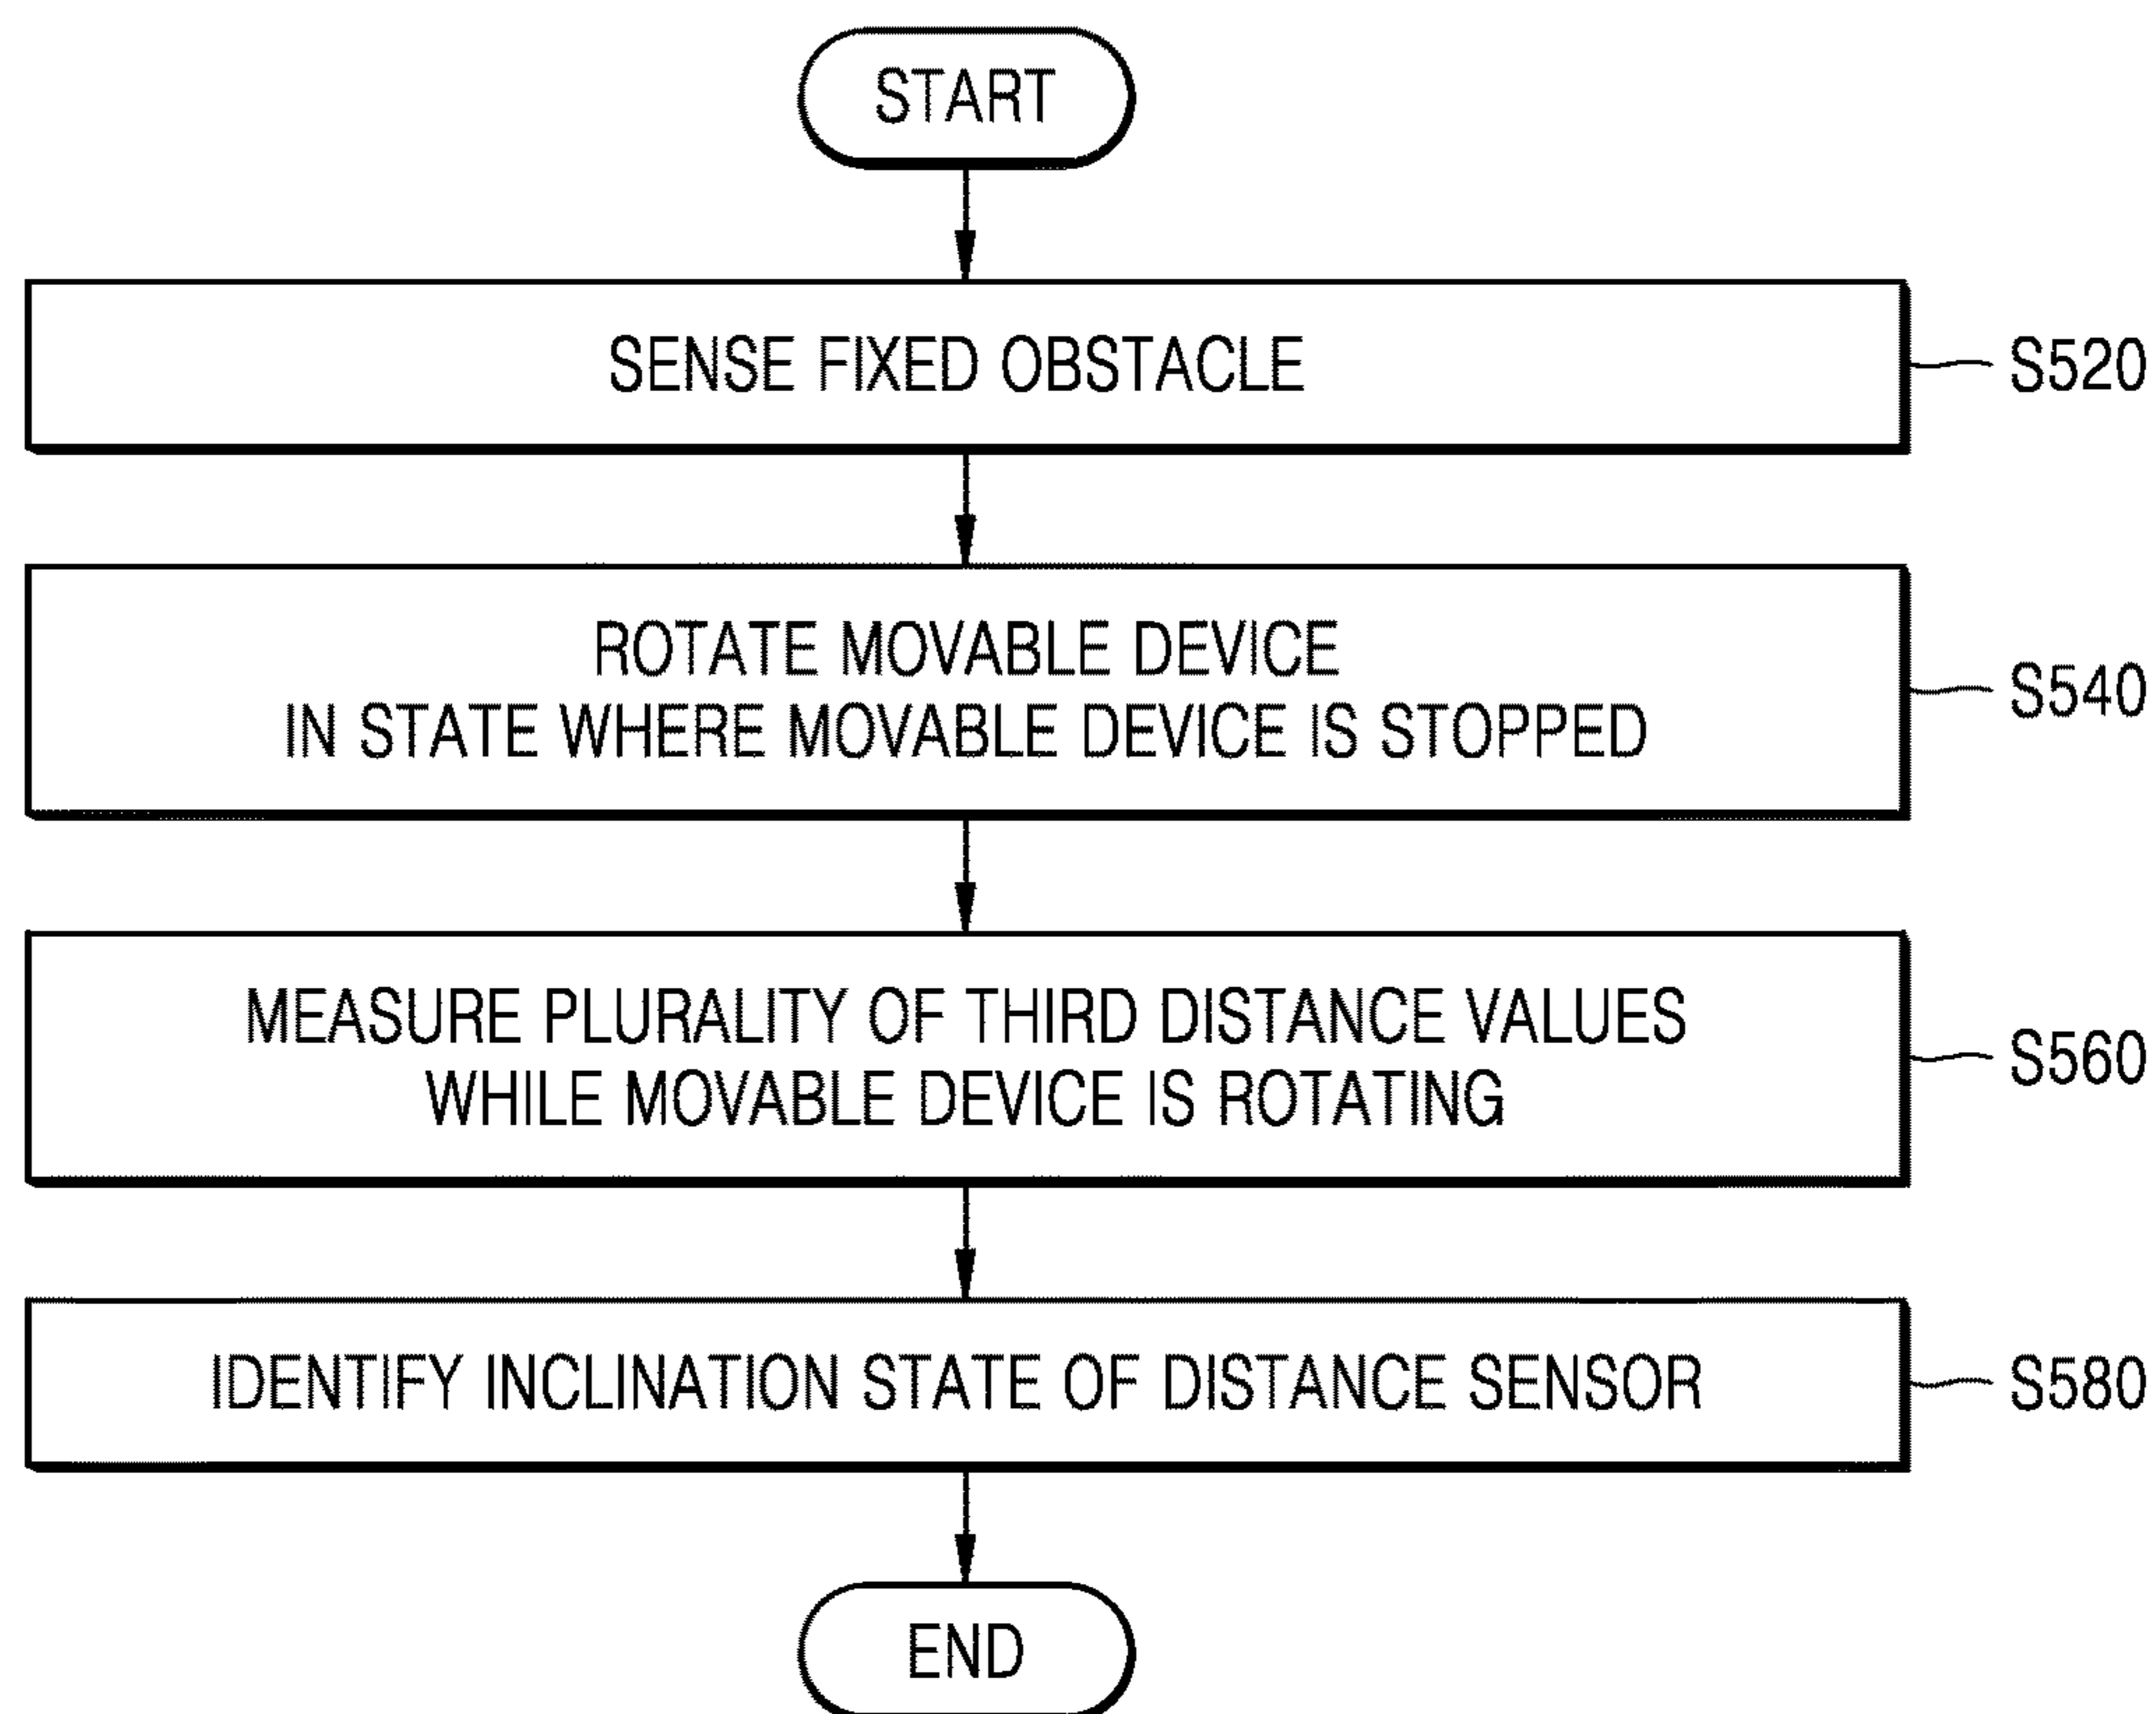 START
SENSE FIXED OBSTACLE
S520
ROTATE MOVABLE DEVICE
IN STATE WHERE MOVABLE DEVICE IS STOPPED
S540
MEASURE PLURALITY OF THIRD DISTANCE VALUES
WHILE MOVABLE DEVICE IS ROTATING
S560
IDENTIFY INCLINATION STATE OF DISTANCE SENSOR
S580
END